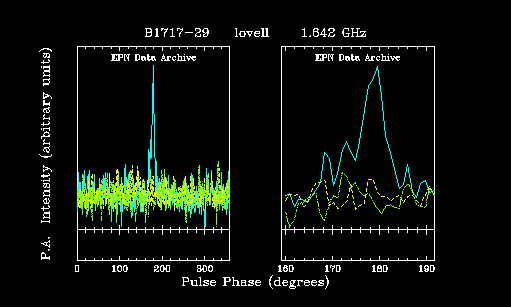 B1717-29 lovell 1.642 GHz
EPN Data Archive EPN Data Archive
P.A. Intensity (arbitrary units)
0 100 200 300 160 170 180 190
Pulse Phase (degrees)